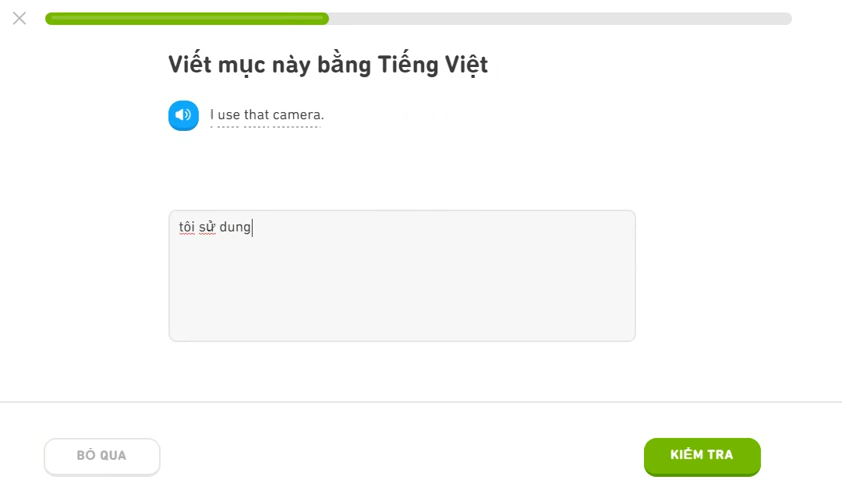 Viết mục này bằng Tiếng Việt
I use that camera.
tôi sử dung
BỎ QUA
KIỂM TRA